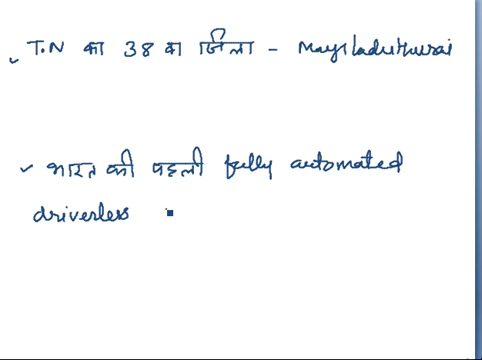 T.N का 38 वा जिला - Mayiladuthurai
भारत की पहली fully automated
driverless